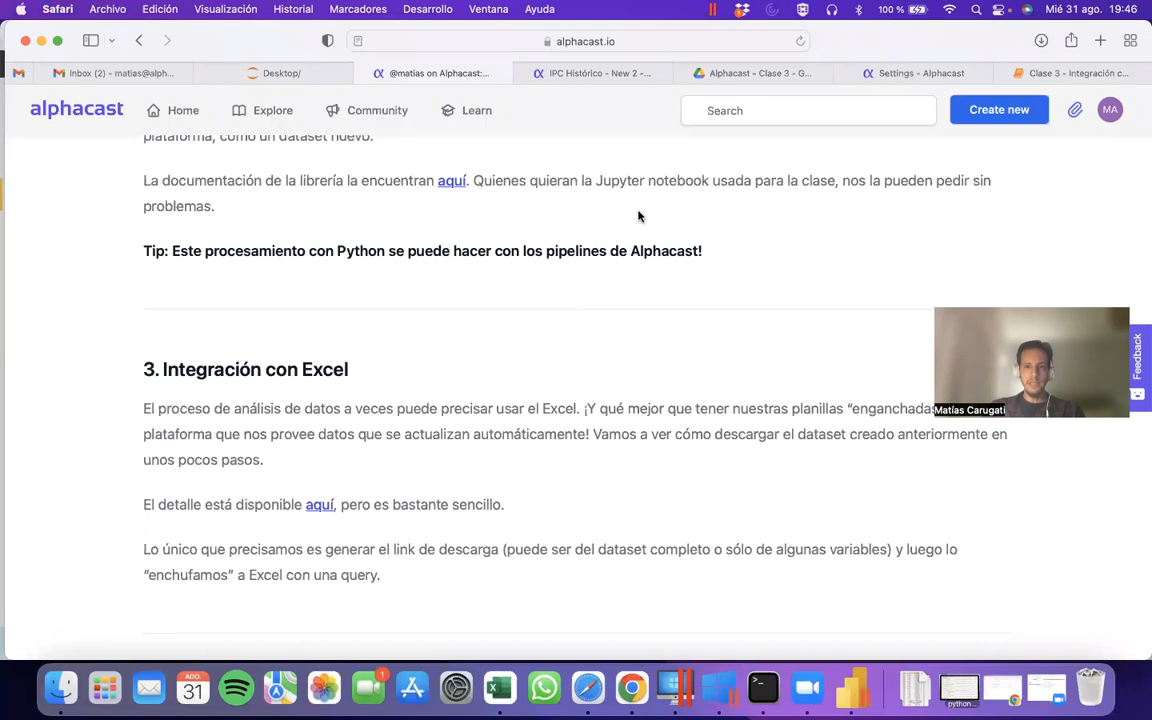 Safari Archivo Edición Visualización Historial Marcadores Desarrollo Ventana Ayuda 100 % Mié 31 ago. 19:46
alphacast.io
Inbox (2) - matias@alph... Desktop/ @matias on Alphacast:... IPC Histórico - New 2 -... Alphacast - Clase 3 - G... Settings - Alphacast Clase 3 - Integración c...
alphacast Home Explore Community Learn Search Create new MA
plataforma, como un dataset nuevo.
La documentación de la librería la encuentran aquí. Quienes quieran la Jupyter notebook usada para la clase, nos la pueden pedir sin
problemas.
Tip: Este procesamiento con Python se puede hacer con los pipelines de Alphacast!
3. Integración con Excel
El proceso de análisis de datos a veces puede precisar usar el Excel. ¡Y qué mejor que tener nuestras planillas “enganchada
plataforma que nos provee datos que se actualizan automáticamente! Vamos a ver cómo descargar el dataset creado anteriormente en
unos pocos pasos.
El detalle está disponible aquí, pero es bastante sencillo.
Lo único que precisamos es generar el link de descarga (puede ser del dataset completo o sólo de algunas variables) y luego lo
“enchufamos” a Excel con una query.
Matías Carugati
Feedback
AGO.
31
1
python...